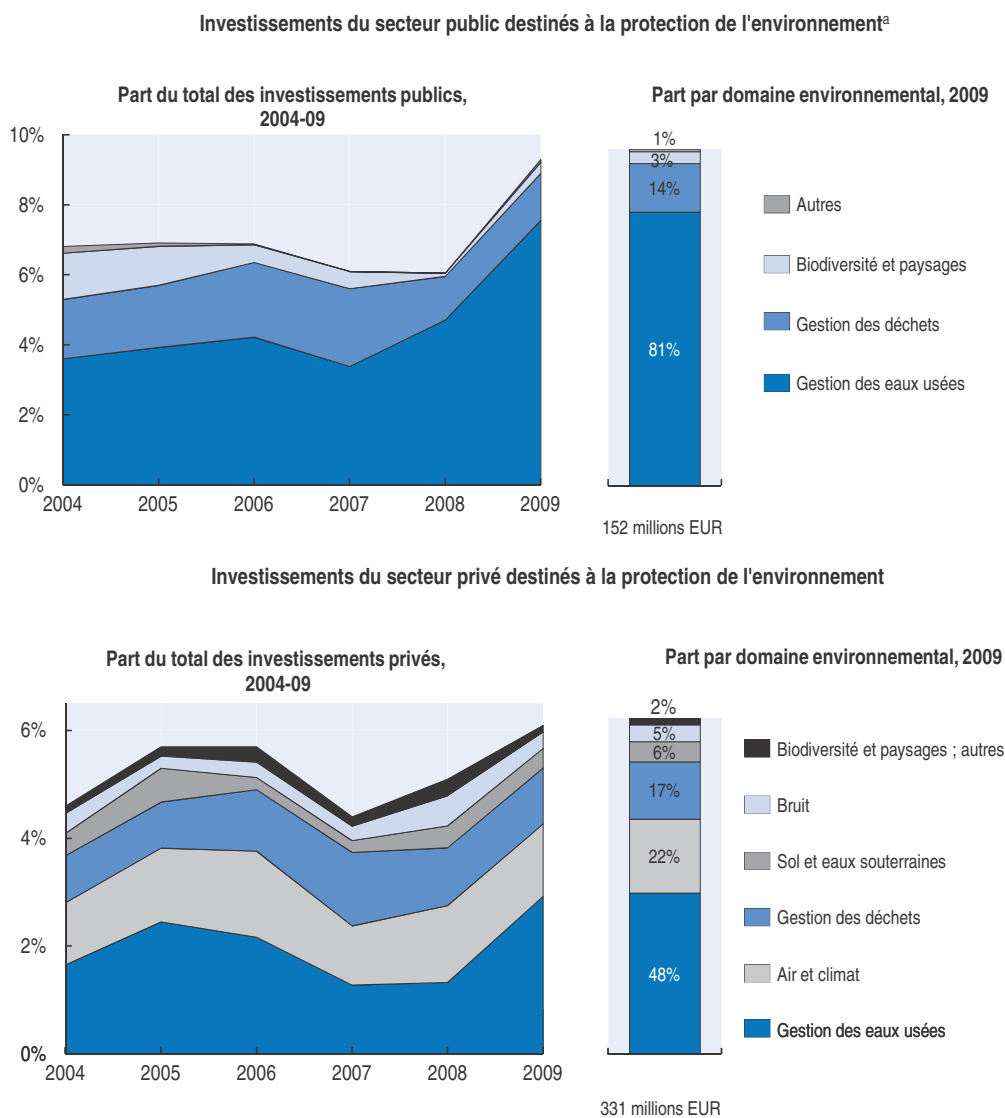 Investissements du secteur public destinés à la protection de l'environnementa
Part du total des investissements publics,
2004-09
10%
8%
6%
4%
2%
0%
2004 2005 2006 2007 2008 2009
Part par domaine environnemental, 2009
1%
3%
14%
81%
152 millions EUR
Autres
Biodiversité et paysages
Gestion des déchets
Gestion des eaux usées
Investissements du secteur privé destinés à la protection de l'environnement
Part du total des investissements privés,
2004-09
6%
4%
2%
0%
2004 2005 2006 2007 2008 2009
Part par domaine environnemental, 2009
2%
5%
6%
17%
22%
48%
331 millions EUR
Biodiversité et paysages ; autres
Bruit
Sol et eaux souterraines
Gestion des déchets
Air et climat
Gestion des eaux usées